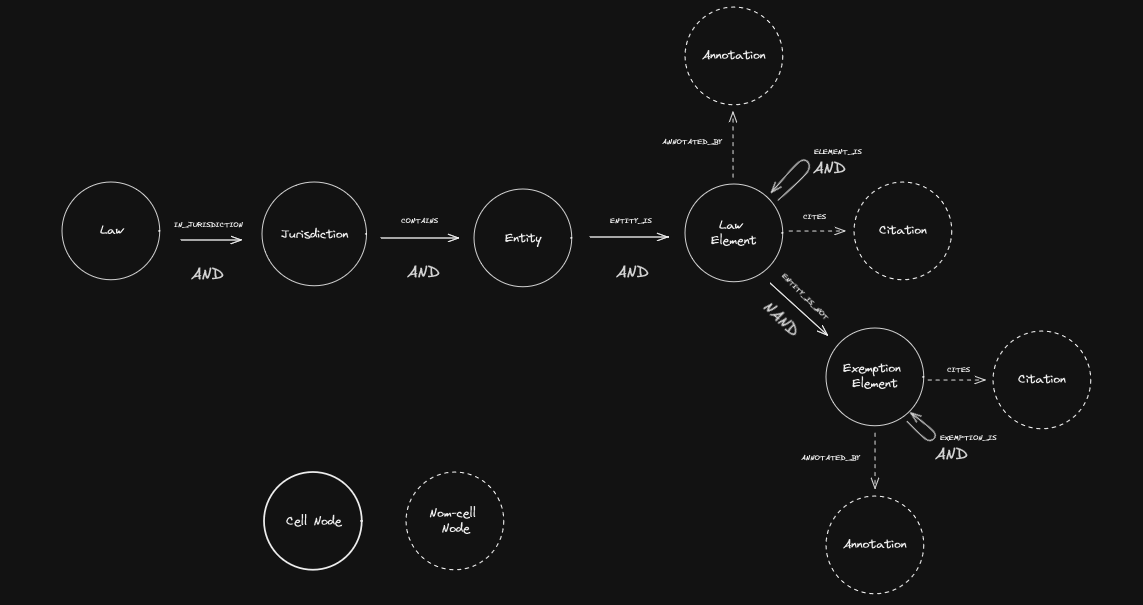 Annotation
ANNOTATED_BY
ELEMENT_IS
AND
Law
IN_JURISDICTION
AND
Jurisdiction
CONTAINS
AND
Entity
ENTITY_IS
AND
Law
Element
CITES
Citation
ENTITY_IS_NOT
NAND
Exemption
Element
CITES
Citation
EXEMPTION_IS
AND
ANNOTATED_BY
Annotation
Cell Node
Nom-cell
Node